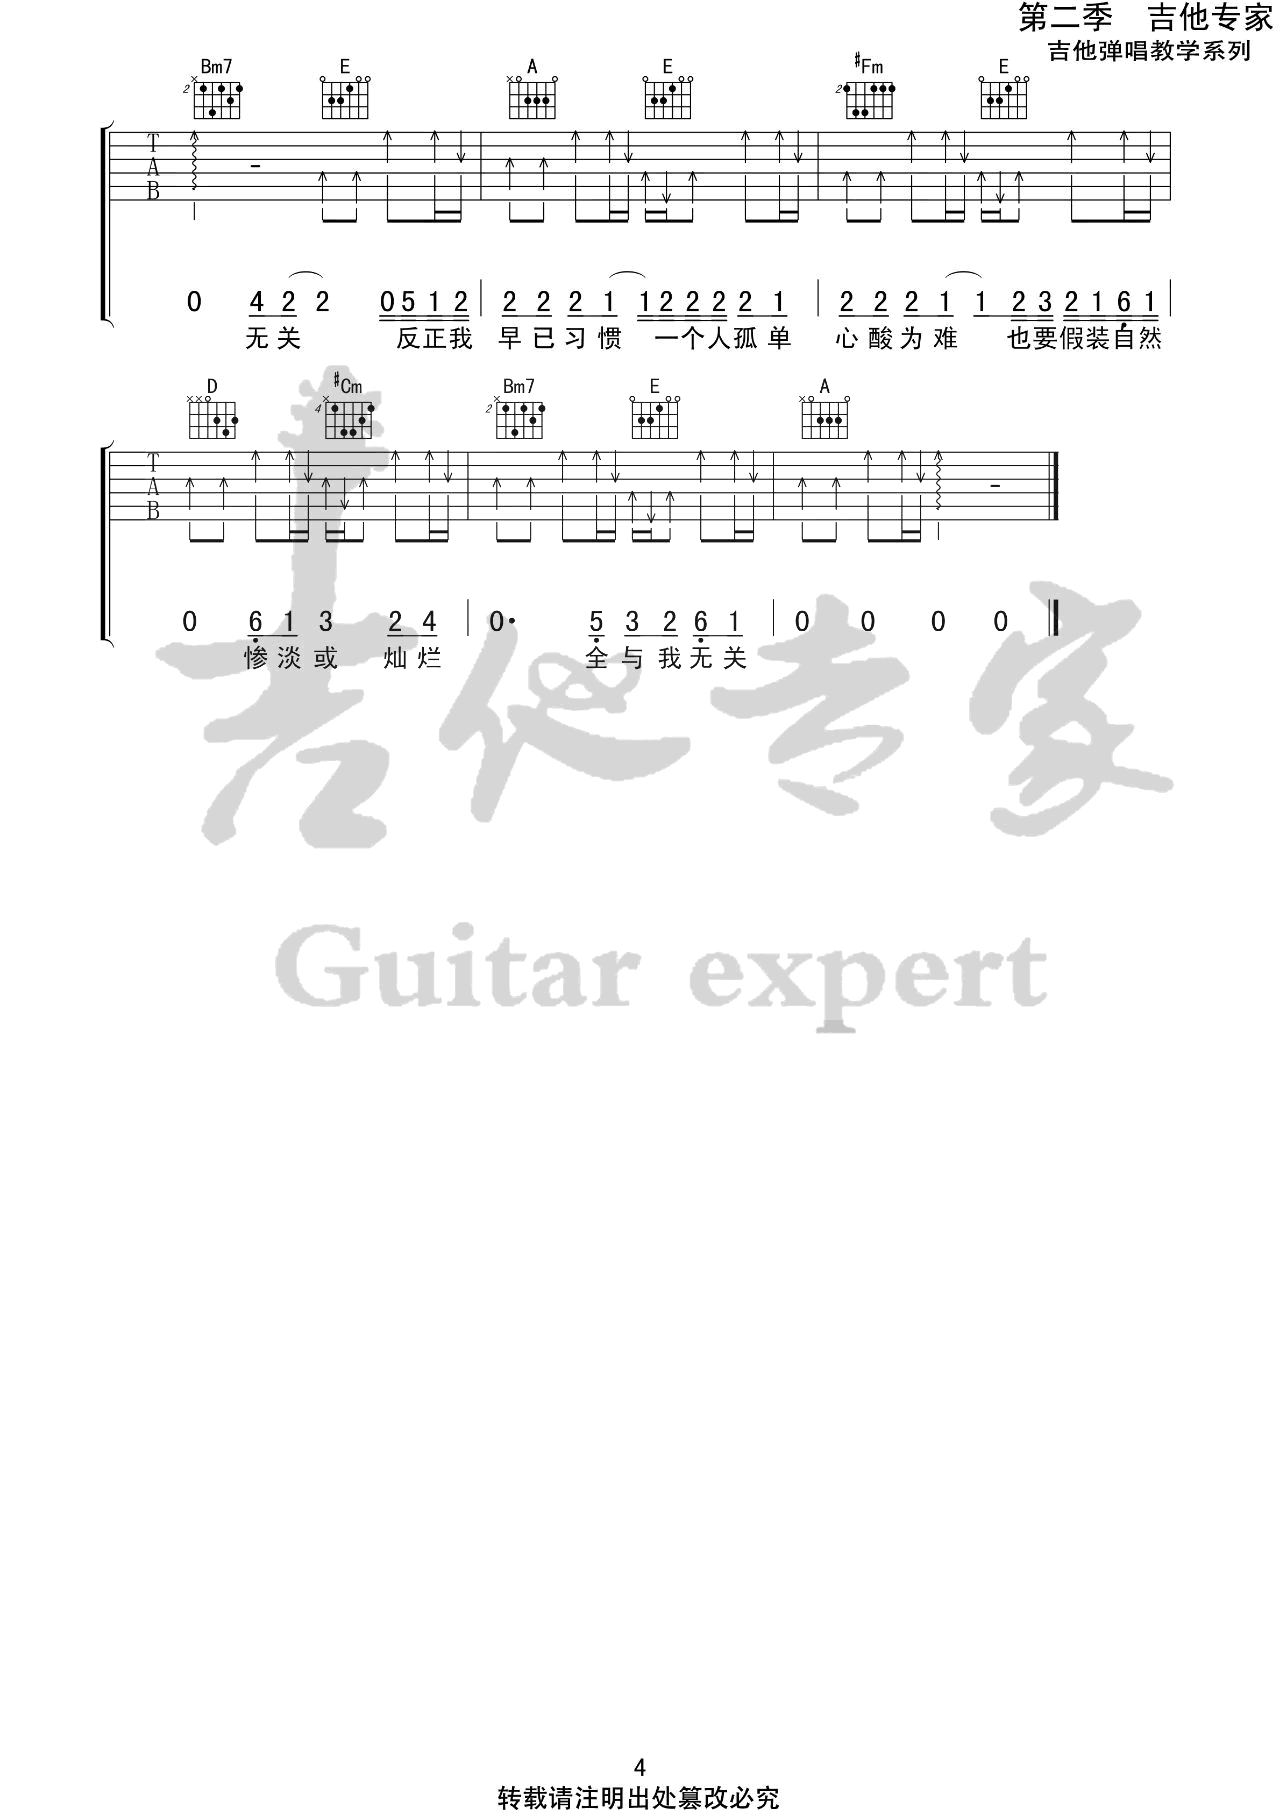 第二季 吉他专家
吉他弹唱教学系列
Bm7 E A E #Fm E
2 2
T
A
B
0 4 2 2 0 5 1 2 2 2 2 1 1 2 2 2 2 1 2 2 2 1 1 2 3 2 1 6 1
无关 反正我 早已习惯 一个人孤单 心酸为难 也要假装自然
D #Cm Bm7 E A
4 2
T
A
B
0 6 1 3 2 4 0· 5 3 2 6 1 0 0 0 0
惨淡或 灿烂 全与我无关
吉他专家
Guitar expert
4
转载请注明出处篡改必究